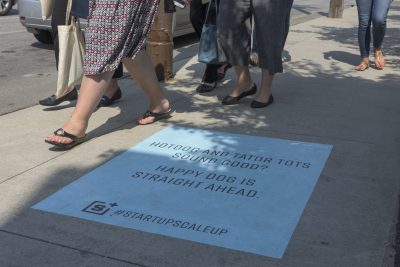 HOTDOG AND TATOR TOTS
SOUND GOOD?
HAPPY DOG IS
STRAIGHT AHEAD.
S+ #STARTUPSCALEUP